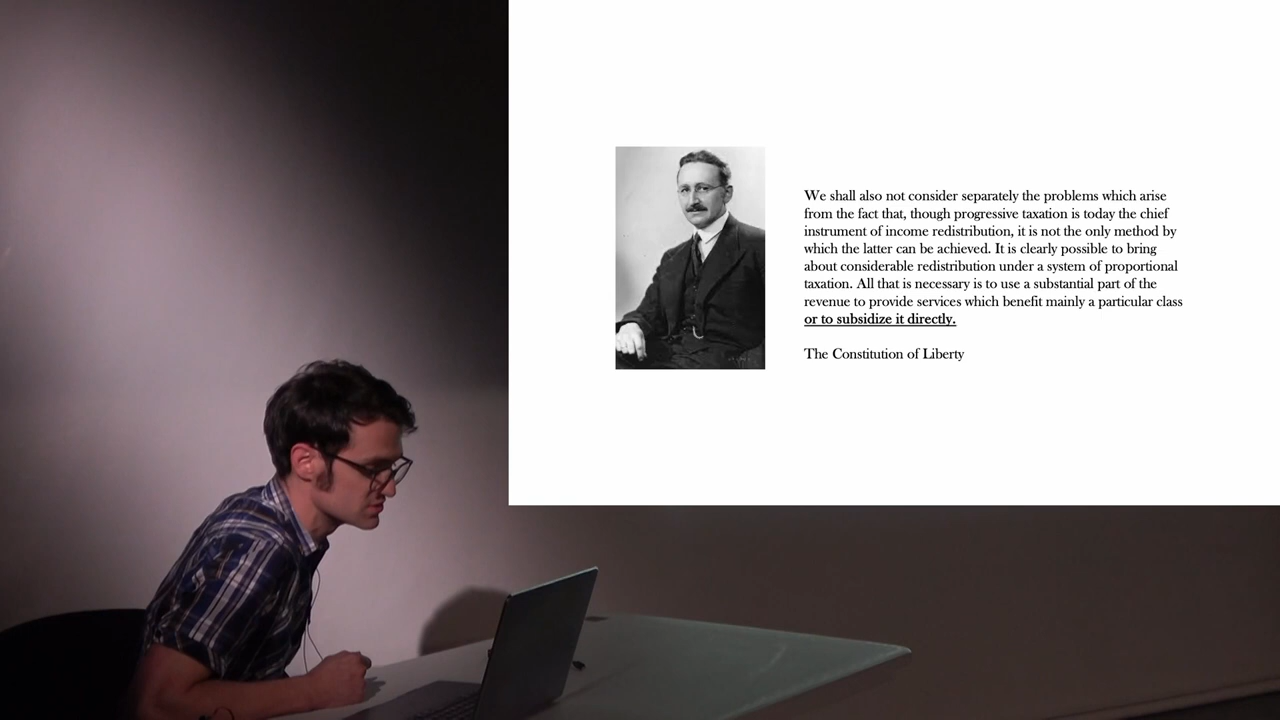 We shall also not consider separately the problems which arise
from the fact that, though progressive taxation is today the chief
instrument of income redistribution, it is not the only method by
which the latter can be achieved. It is clearly possible to bring
about considerable redistribution under a system of proportional
taxation. All that is necessary is to use a substantial part of the
revenue to provide services which benefit mainly a particular class
or to subsidize it directly.
The Constitution of Liberty